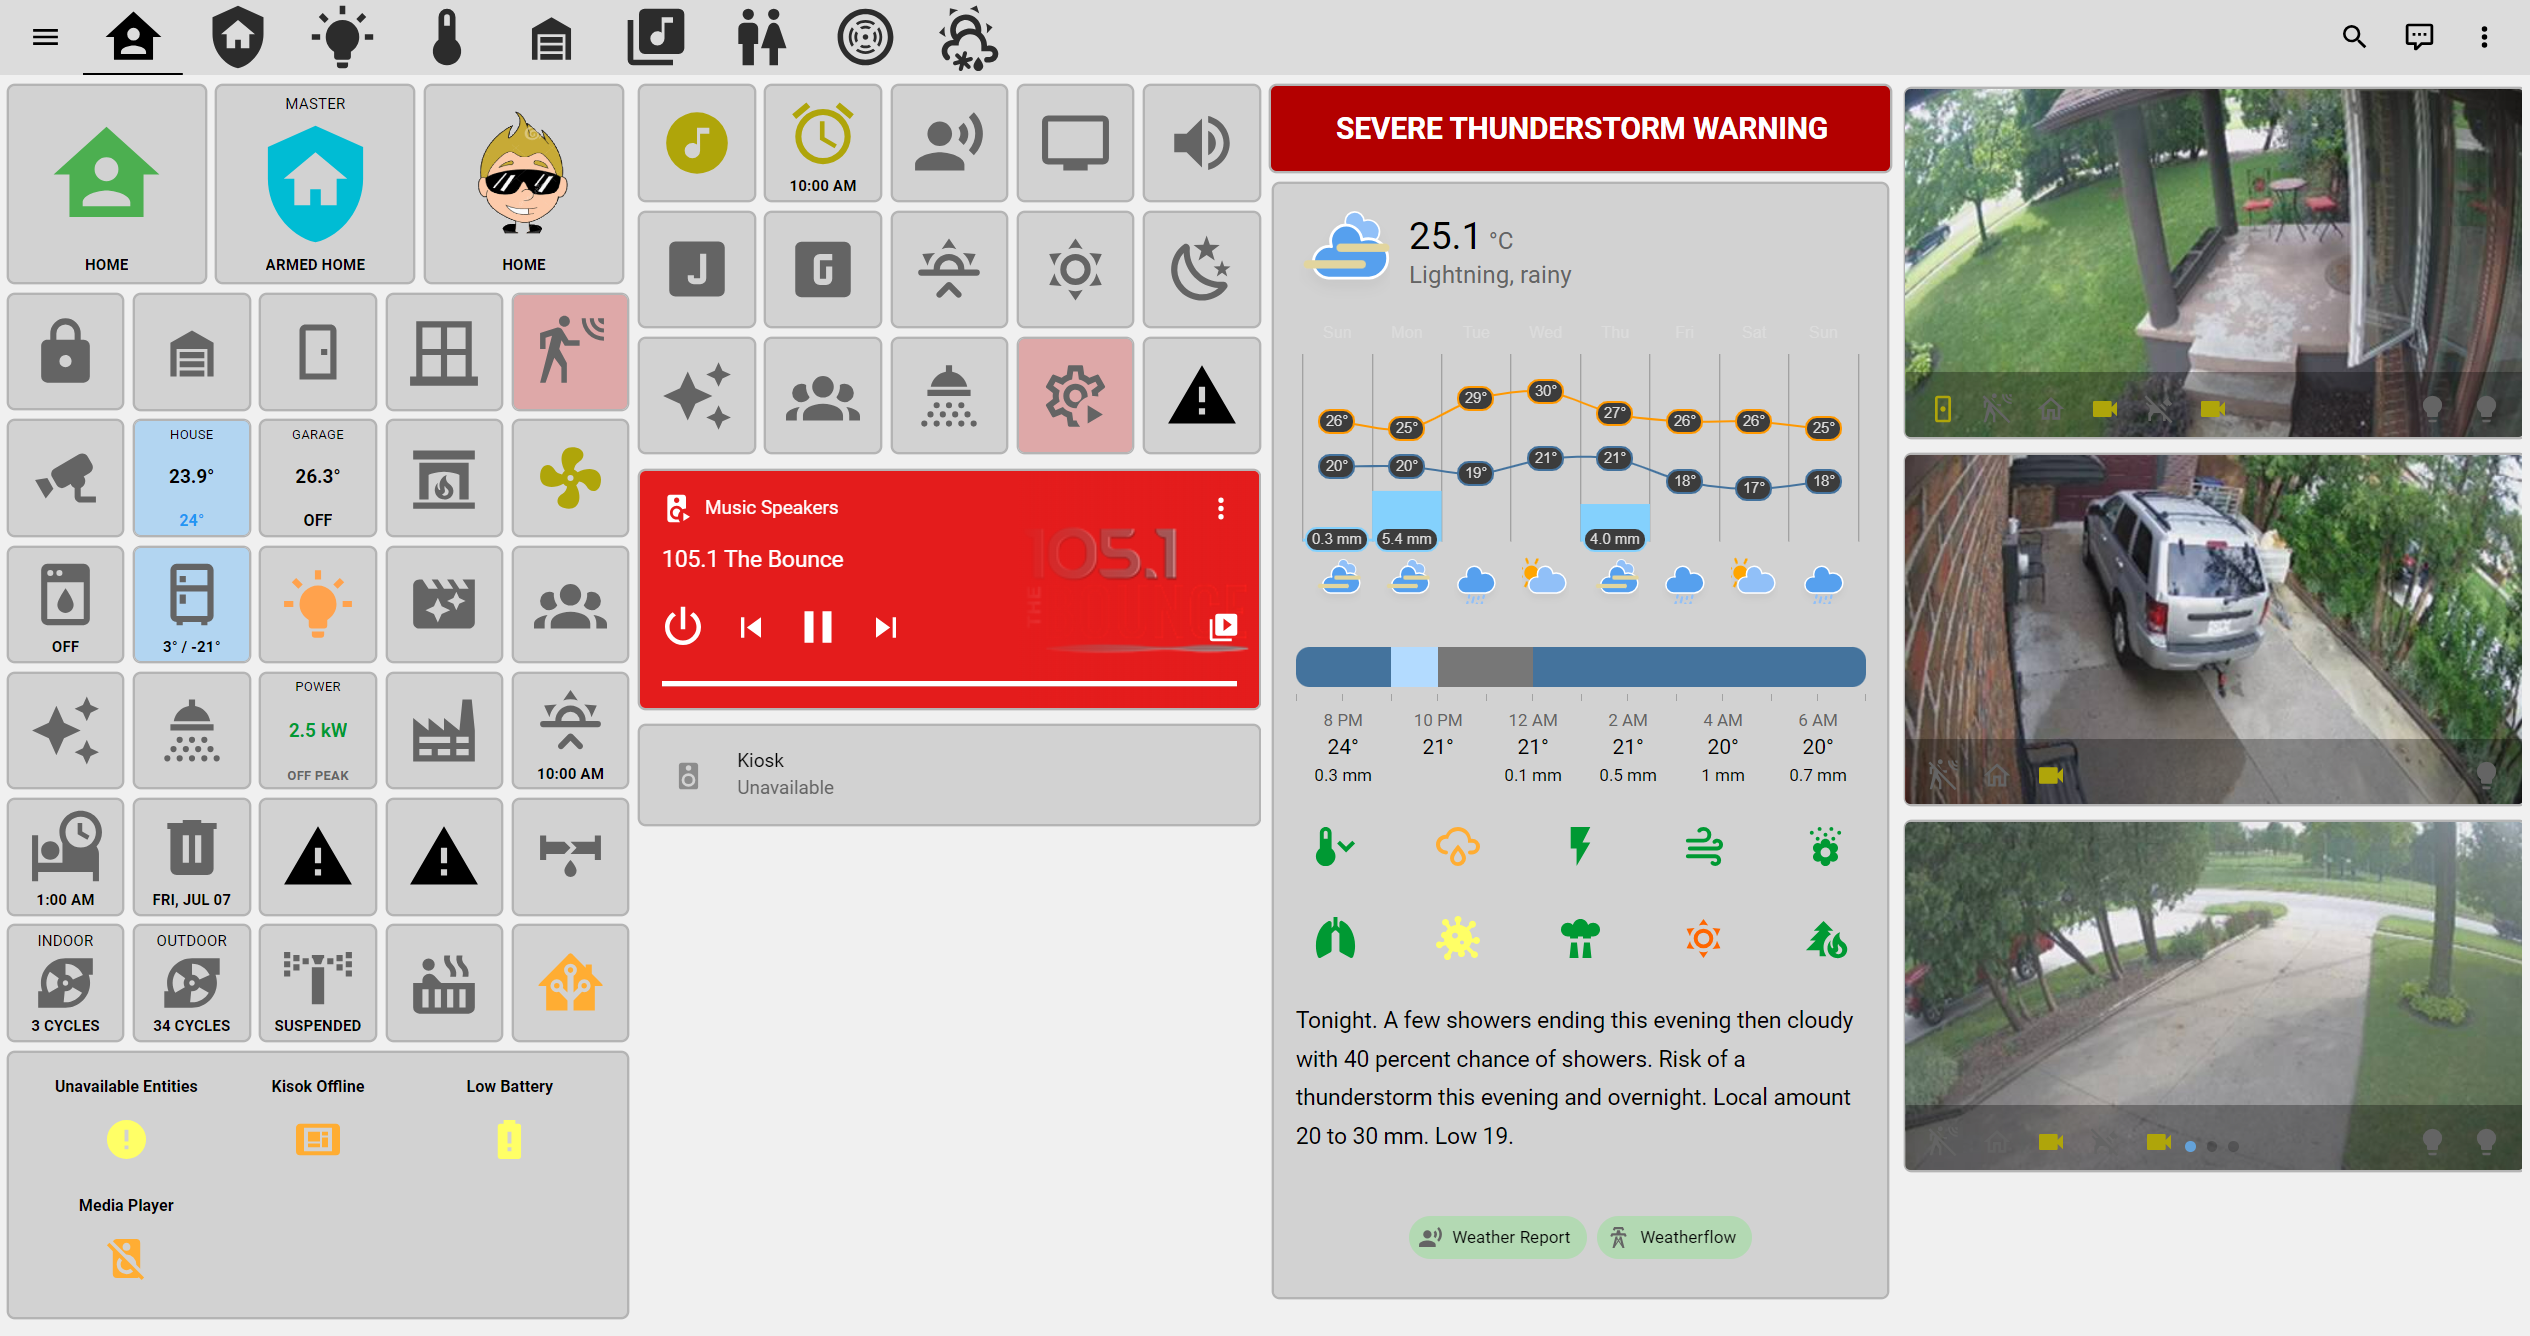 MASTER
HOME
ARMED HOME
HOME
HOUSE
23.9°
24°
GARAGE
26.3°
OFF
OFF
3° / -21°
POWER
2.5 kW
OFF PEAK
10:00 AM
1:00 AM
FRI, JUL 07
INDOOR
3 CYCLES
OUTDOOR
34 CYCLES
SUSPENDED
Unavailable Entities
Kisok Offline
Low Battery
Media Player
10:00 AM
J
G
Music Speakers
105.1 The Bounce
105.1
THE
Kiosk
Unavailable
SEVERE THUNDERSTORM WARNING
25.1 °C
Lightning, rainy
Sun Mon Tue Wed Thu Fri Sat Sun
26° 25° 29° 30° 27° 26° 26° 25°
20° 20° 19° 21° 21° 18° 17° 18°
0.3 mm 5.4 mm 4.0 mm
8 PM 10 PM 12 AM 2 AM 4 AM 6 AM
24° 21° 21° 21° 20° 20°
0.3 mm 0.1 mm 0.5 mm 1 mm 0.7 mm
Tonight. A few showers ending this evening then cloudy
with 40 percent chance of showers. Risk of a
thunderstorm this evening and overnight. Local amount
20 to 30 mm. Low 19.
Weather Report
Weatherflow